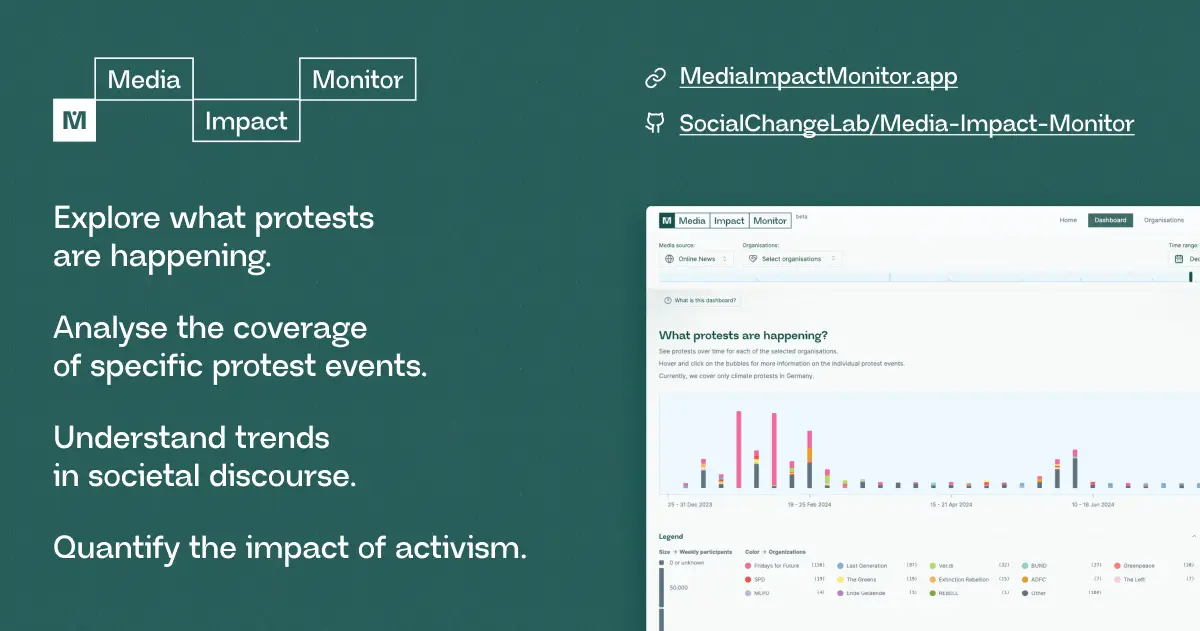 Media
Impact
Monitor
MediaImpactMonitor.app
SocialChangeLab/Media-Impact-Monitor
Explore what protests
are happening.
Analyse the coverage
of specific protest events.
Understand trends
in societal discourse.
Quantify the impact of activism.
M Media Impact Monitor beta
Home Dashboard Organisations
Media source: Organisations: Time range:
Online News Select organisations Dec
What is this dashboard?
What protests are happening?
See protests over time for each of the selected organisations.
Hover and click on the bubbles for more information on the individual protest events.
Currently, we cover only climate protests in Germany.
25 - 31 Dec 2023 19 - 25 Feb 2024 15 - 21 Apr 2024 10 - 16 Jun 2024
Legend
Size → Weekly participants Color → Organizations
0 or unknown
50,000
Fridays for Future Last Generation (37) Ver.di (32) BUND (27) Greenpeace
SPD (19) The Greens (19) Extinction Rebellion (15) ADFC (7) The Left (7)
MLPD (4) Ende Gelände REBELL (1) Other